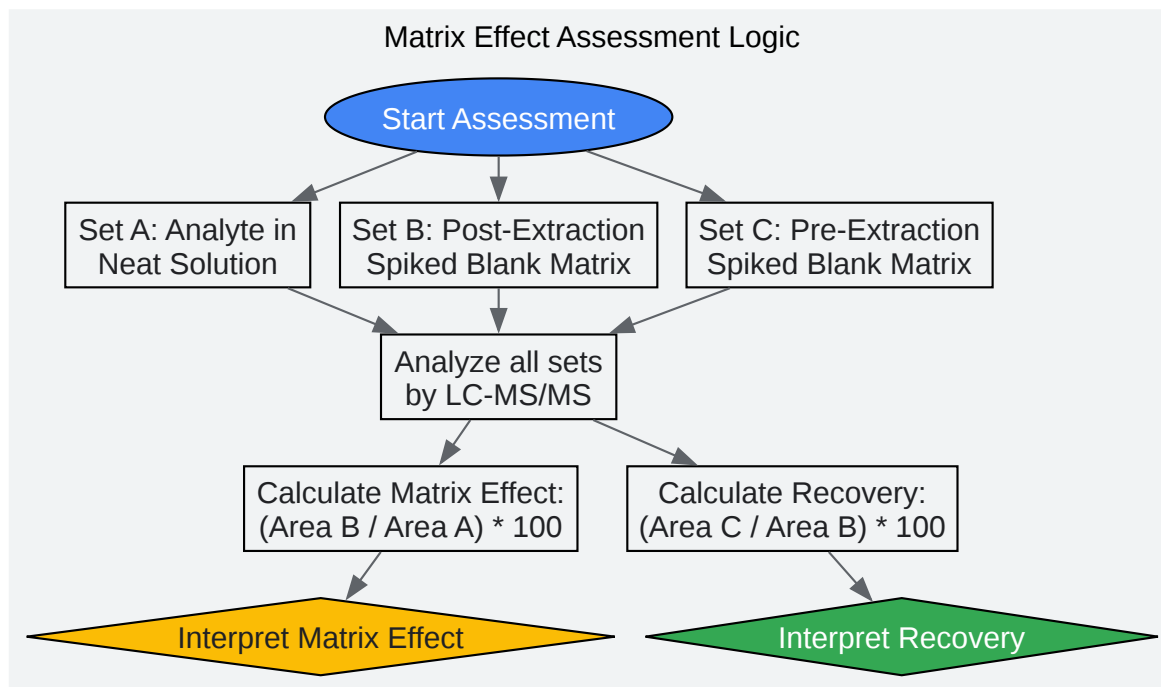 Matrix Effect Assessment Logic
Start Assessment
Set A: Analyte in
Neat Solution
Set B: Post-Extraction
Spiked Blank Matrix
Set C: Pre-Extraction
Spiked Blank Matrix
Analyze all sets
by LC-MS/MS
Calculate Matrix Effect:
(Area B / Area A) * 100
Calculate Recovery:
(Area C / Area B) * 100
Interpret Matrix Effect
Interpret Recovery